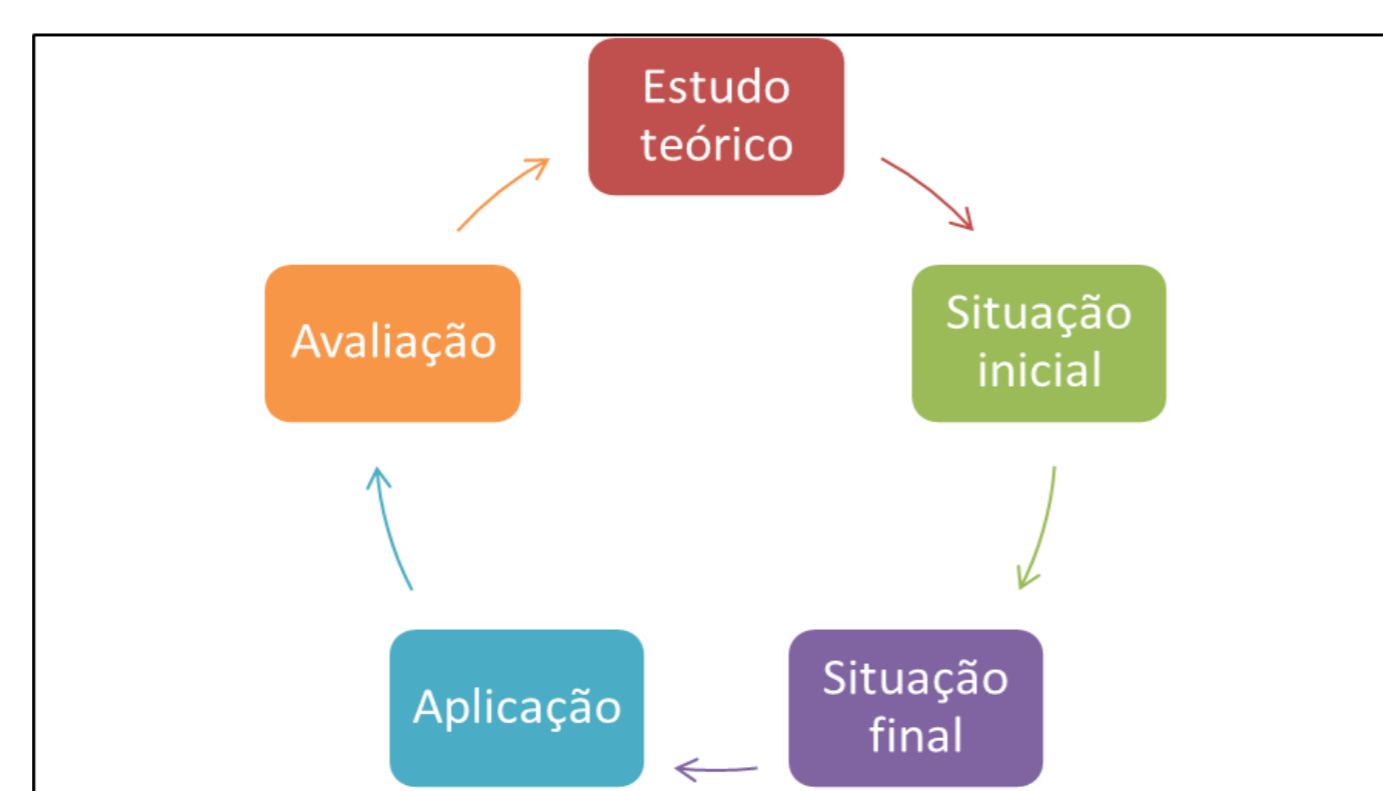 Estudo
teórico
Situação
inicial
Situação
final
Aplicação
Avaliação